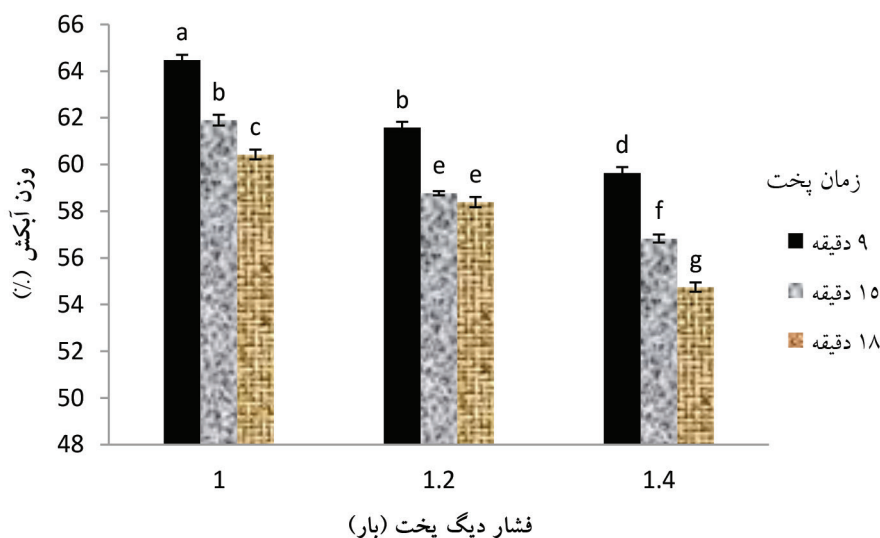 66
64
62
60
58
56
54
52
50
48
وزن آبکش (٪)
a
b
c
b
e
e
d
f
g
1
1.2
1.4
فشار دیگ پخت (بار)
زمان پخت
۹ دقیقه
۱۵ دقیقه
۱۸ دقیقه